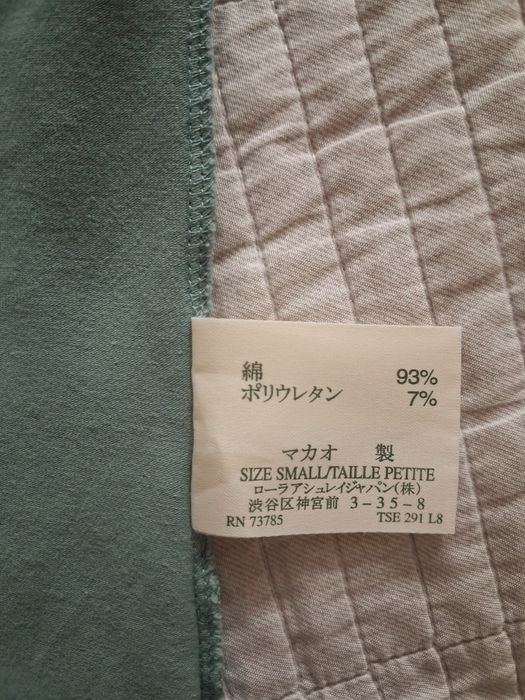 綿 93%
ポリウレタン 7%
マカオ 製
SIZE SMALL/TAILLE PETITE
ローラアシュレイジャパン(株)
渋谷区神宮前 3-35-8
RN 73785 TSE 291 L8